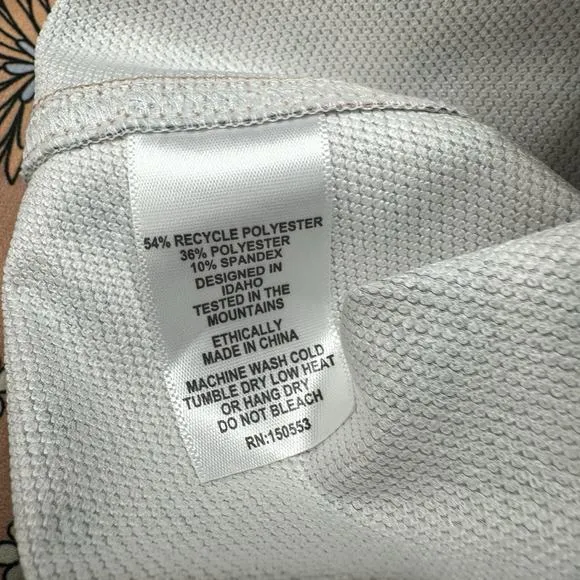 54% RECYCLE POLYESTER
36% POLYESTER
10% SPANDEX
DESIGNED IN
IDAHO
TESTED IN THE
MOUNTAINS
ETHICALLY
MADE IN CHINA
MACHINE WASH COLD
TUMBLE DRY LOW HEAT
OR HANG DRY
DO NOT BLEACH
RN:150553